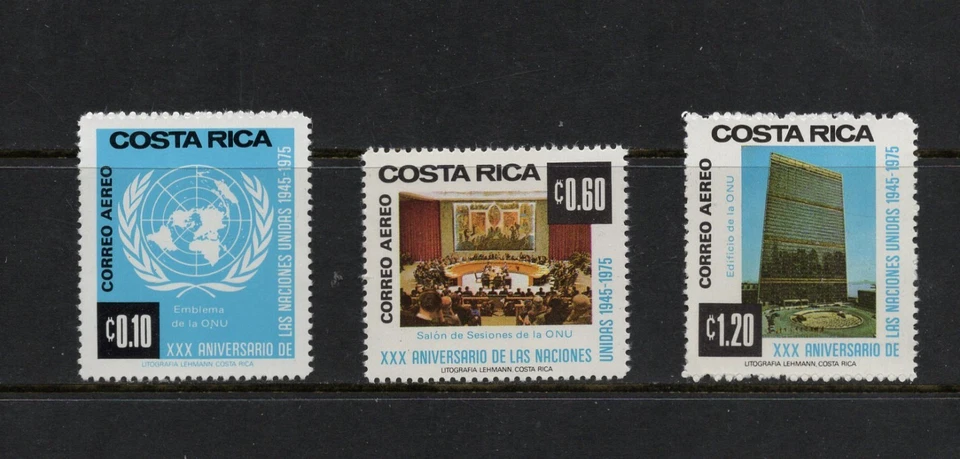 COSTA RICA
CORREO AEREO
Emblema
de la ONU
₡0.10
XXX ANIVERSARIO DE
LAS NACIONES UNIDAS 1945-1975
LITOGRAFIA LEHMANN, COSTA RICA
COSTA RICA
₡0.60
CORREO AEREO
Salón de Sesiones de la ONU
XXX ANIVERSARIO DE LAS NACIONES
UNIDAS 1945-1975
LITOGRAFIA LEHMANN, COSTA RICA
COSTA RICA
CORREO AEREO
Edificio de la ONU
₡1.20
XXX ANIVERSARIO DE
LAS NACIONES UNIDAS 1945-1975
LITOGRAFIA LEHMANN, COSTA RICA